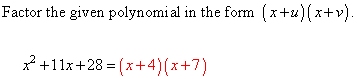 Factor the given polynomial in the form (x+u)(x+v).
x²+11x+28=(x+4)(x+7)